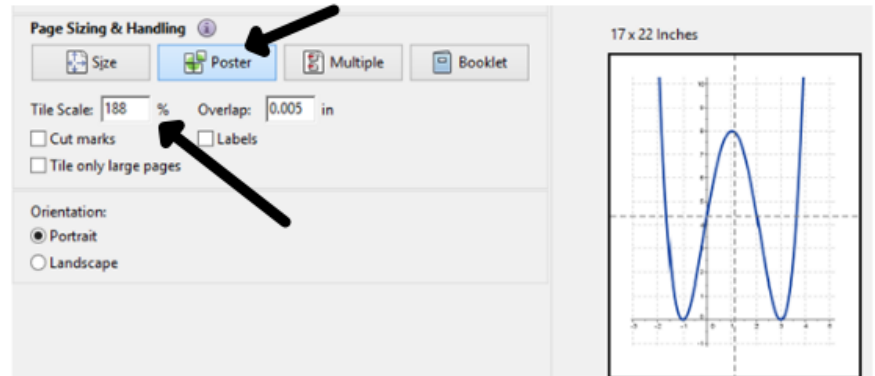 Page Sizing & Handling
Size Poster Multiple Booklet
Tile Scale: 188 % Overlap: 0.005 in
Cut marks Labels
Tile only large pages
Orientation:
Portrait
Landscape
17 x 22 Inches